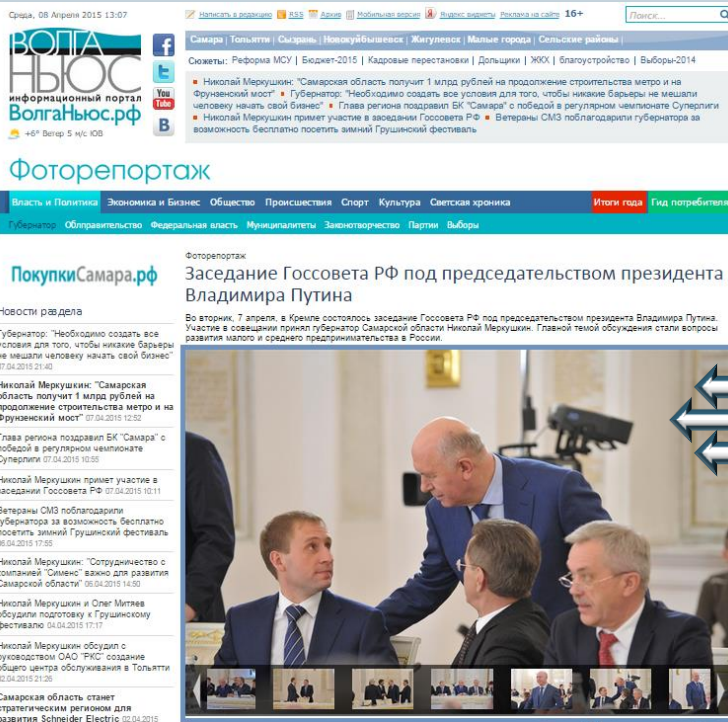 Среда, 08 Апреля 2015 13:07
Написать в редакцию RSS Архив Мобильная версия Яндекс виджеты Реклама на сайте 16+
Поиск...
ВОЛГА
НЬЮС
информационный портал
ВолгаНьюс.рф
+6° Ветер 5 м/с ЮВ
You
Tube
Самара | Тольятти | Сызрань | Новокуйбышевск | Жигулевск | Малые города | Сельские районы |
Сюжеты: Реформа МСУ | Бюджет-2015 | Кадровые перестановки | Дольщики | ЖКХ | благоустройство | Выборы-2014
Николай Меркушкин: "Самарская область получит 1 млрд рублей на продолжение строительства метро и на
Фрунзенский мост" Губернатор: "Необходимо создать все условия для того, чтобы никакие барьеры не мешали
человеку начать свой бизнес" Глава региона поздравил БК "Самара" с победой в регулярном чемпионате Суперлиги
Николай Меркушкин примет участие в заседании Госсовета РФ Ветераны СМЗ поблагодарили губернатора за
возможность бесплатно посетить зимний Грушинский фестиваль
Фоторепортаж
Власть и Политика Экономика и Бизнес Общество Происшествия Спорт Культура Светская хроника Итоги года Гид потребителя
Губернатор Облправительство Федеральная власть Муниципалитеты Законотворчество Партии Выборы
ПокупкиСамара.рф
Новости раздела
Губернатор: "Необходимо создать все
условия для того, чтобы никакие барьеры
не мешали человеку начать свой бизнес"
07.04.2015 21:40
Николай Меркушкин: "Самарская
область получит 1 млрд рублей на
продолжение строительства метро и на
Фрунзенский мост" 07.04.2015 12:52
Глава региона поздравил БК "Самара" с
победой в регулярном чемпионате
Суперлиги 07.04.2015 10:55
Николай Меркушкин примет участие в
заседании Госсовета РФ 07.04.2015 10:11
Ветераны СМЗ поблагодарили
губернатора за возможность бесплатно
посетить зимний Грушинский фестиваль
06.04.2015 17:55
Николай Меркушкин: "Сотрудничество с
компанией "Сименс" важно для развития
Самарской области" 06.04.2015 14:50
Николай Меркушкин и Олег Митяев
обсудили подготовку к Грушинскому
фестивалю 04.04.2015 17:17
Николай Меркушкин обсудил с
руководством ОАО "РКС" создание
общего центра обслуживания в Тольятти
02.04.2015 21:26
Самарская область станет
стратегическим регионом для
развития Schneider Electric 02.04.2015
Фоторепортаж
Заседание Госсовета РФ под председательством президента
Владимира Путина
Во вторник, 7 апреля, в Кремле состоялось заседание Госсовета РФ под председательством президента Владимира Путина.
Участие в совещании принял губернатор Самарской области Николай Меркушкин. Главной темой обсуждения стали вопросы
развития малого и среднего предпринимательства в России.